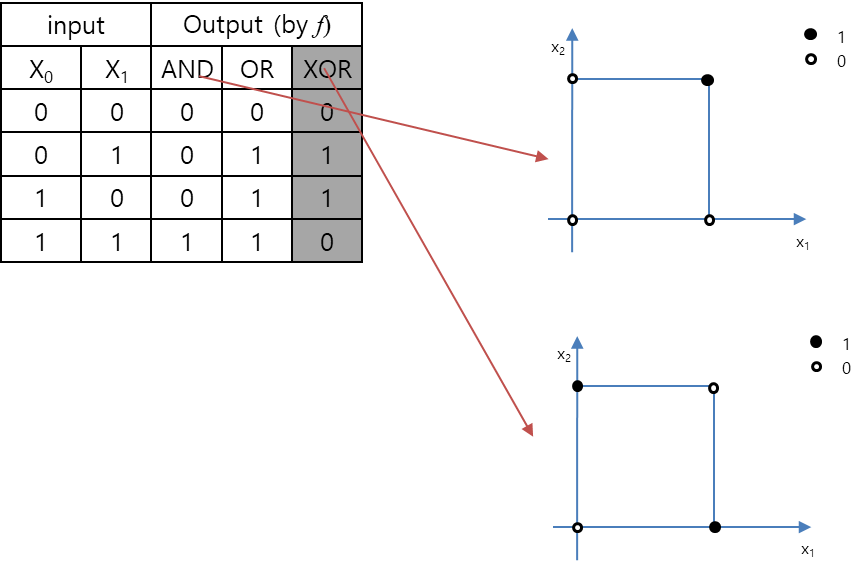 input Output (by f)
X₀ X₁ AND OR XOR
0 0 0 0 0
0 1 0 1 1
1 0 0 1 1
1 1 1 1 0
x₂
1
0
x₁
x₂
1
0
x₁